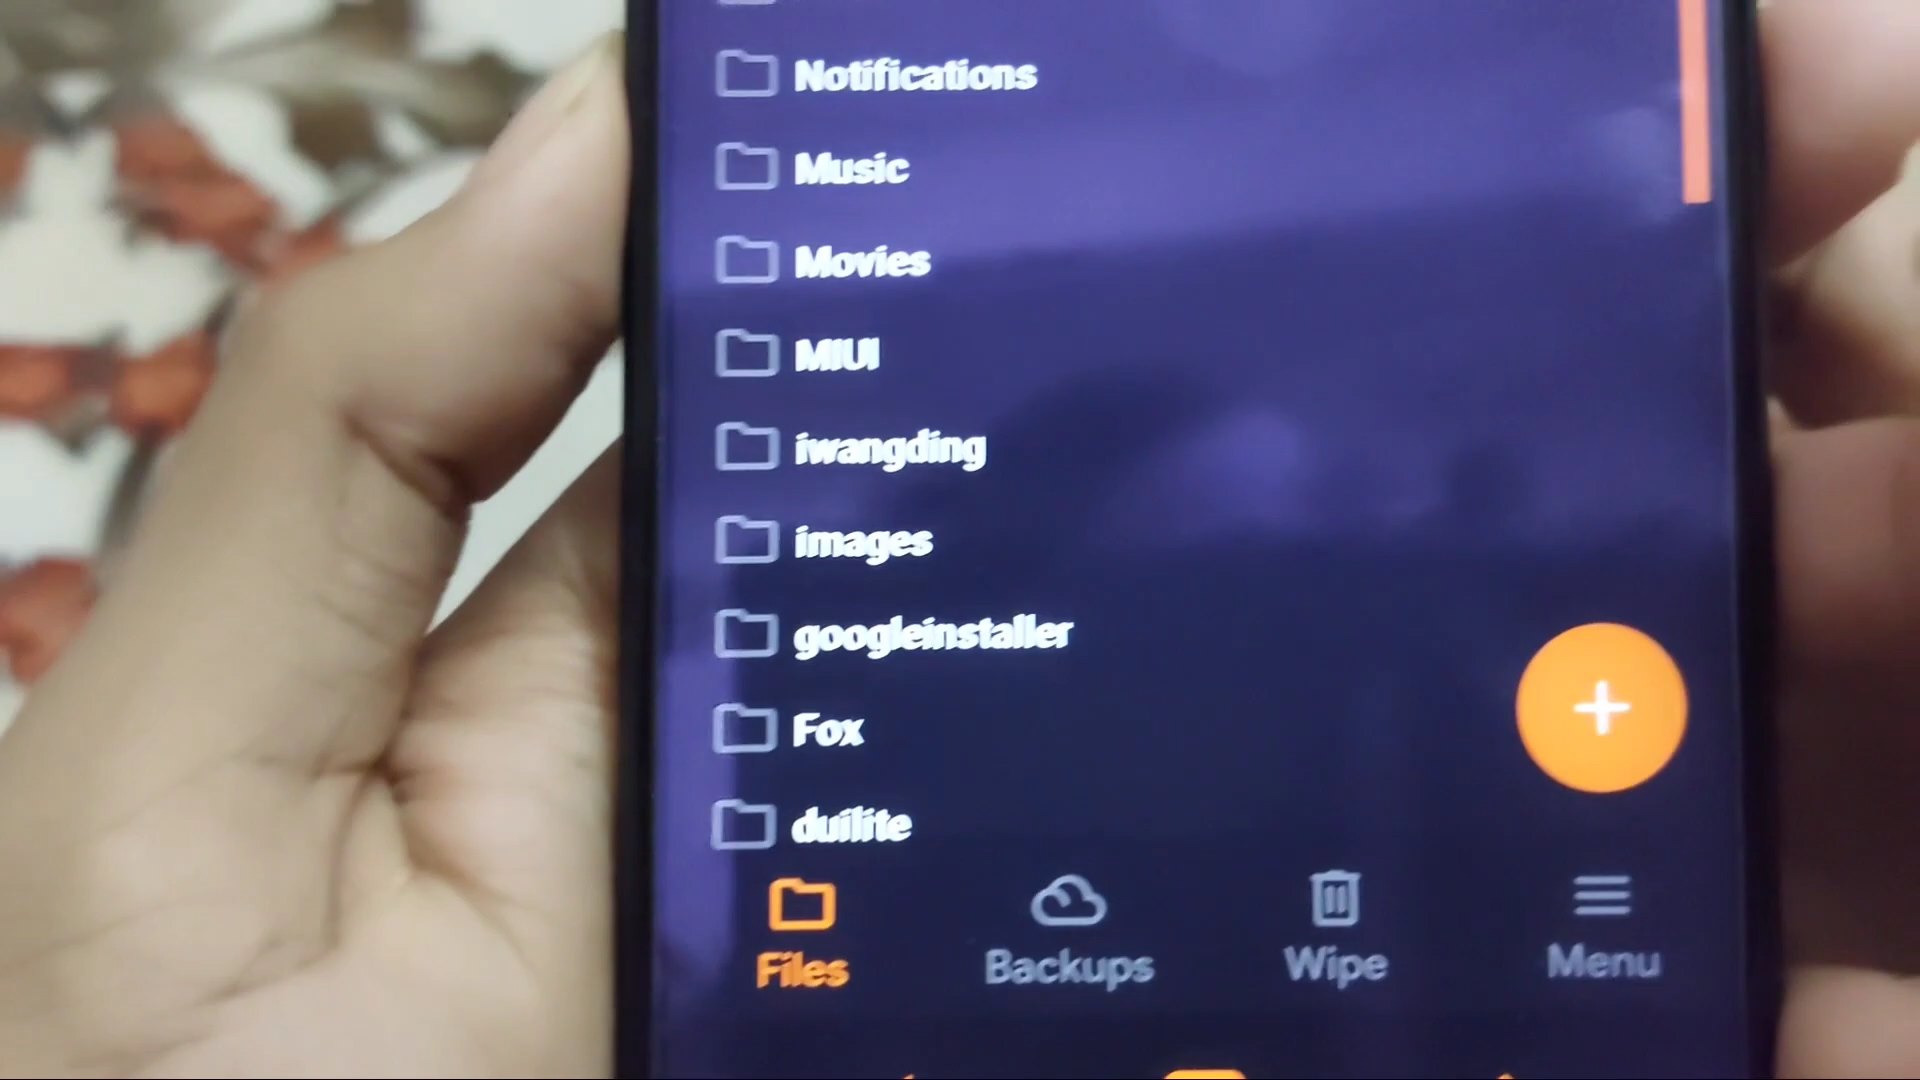 Notifications
Music
Movies
MIUI
iwangding
images
googleinstaller
Fox
duilite
Files
Backups
Wipe
Menu